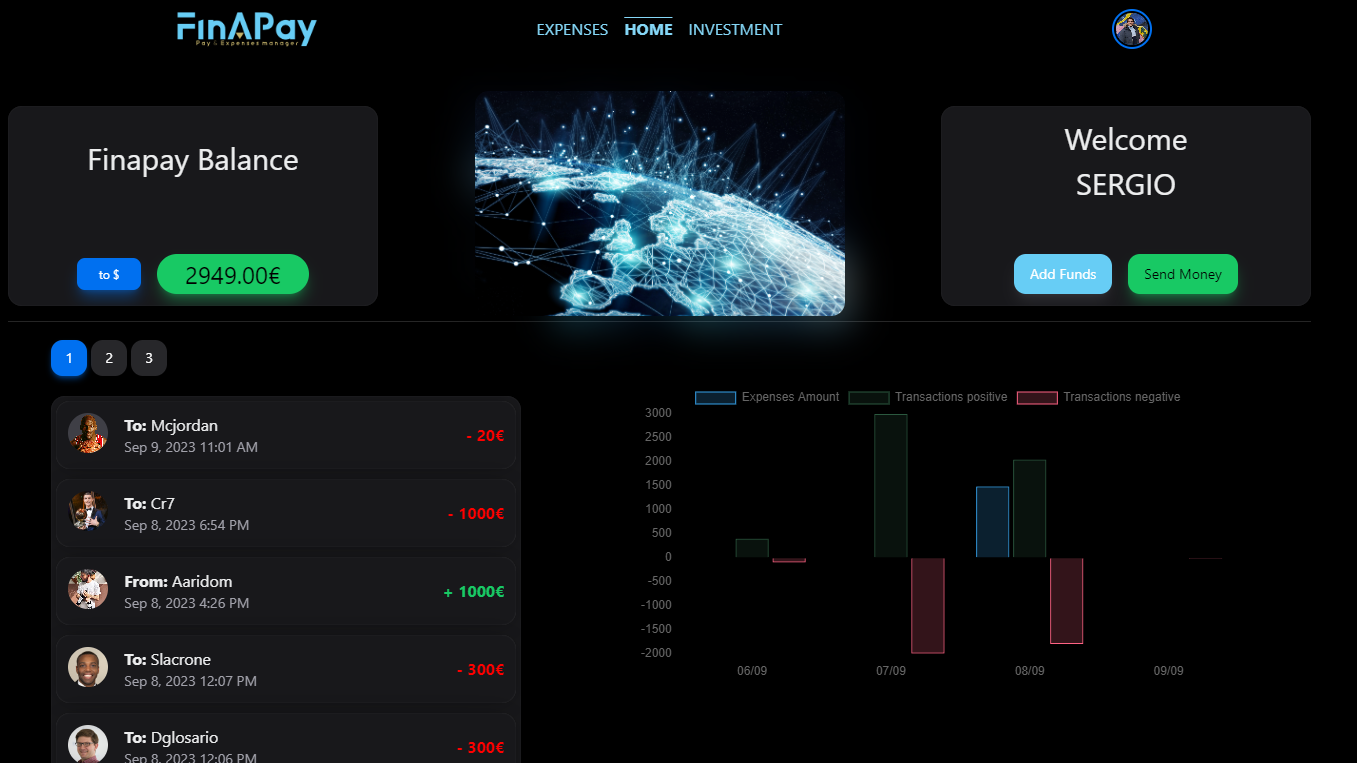 FinAPay
Pay & Expenses manager
EXPENSES HOME INVESTMENT
Finapay Balance
to $ 2949.00€
Welcome
SERGIO
Add Funds Send Money
1 2 3
To: Mcjordan
Sep 9, 2023 11:01 AM
- 20€
To: Cr7
Sep 8, 2023 6:54 PM
- 1000€
From: Aaridom
Sep 8, 2023 4:26 PM
+ 1000€
To: Slacrone
Sep 8, 2023 12:07 PM
- 300€
To: Dglosario
Sep 8, 2023 12:06 PM
- 300€
Expenses Amount Transactions positive Transactions negative
3000
2500
2000
1500
1000
500
0
-500
-1000
-1500
-2000
06/09 07/09 08/09 09/09